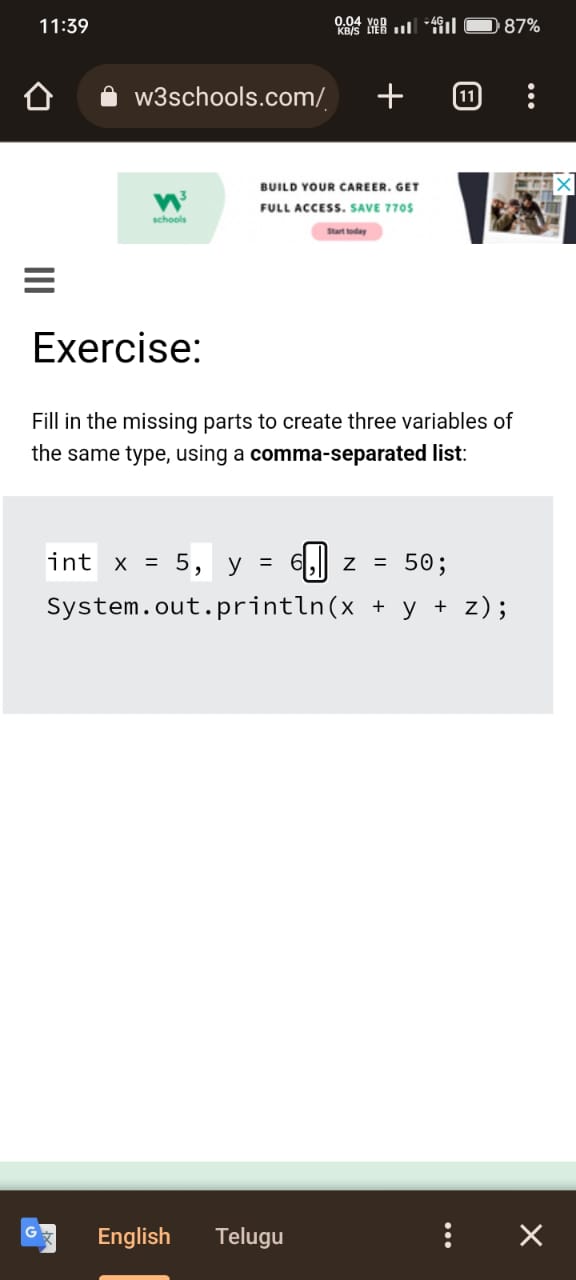 11:39
0.04 KB/S
87%
w3schools.com/
11
W3 schools
BUILD YOUR CAREER. GET
FULL ACCESS. SAVE 770$
Start today
Exercise:
Fill in the missing parts to create three variables of
the same type, using a comma-separated list:
int x = 5, y = 6, z = 50;
System.out.println(x + y + z);
G 文 English Telugu